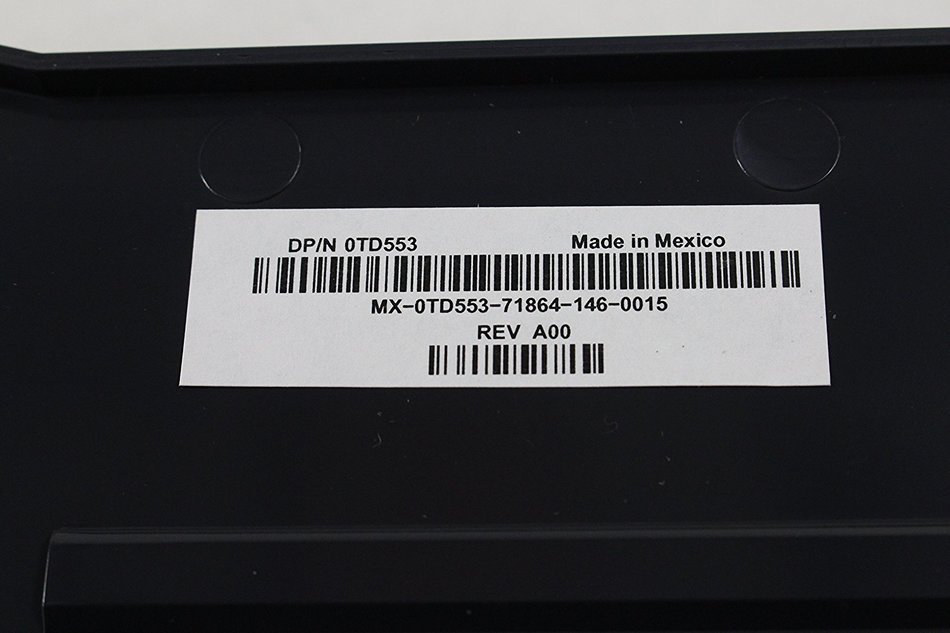 DP/N 0TD553 Made in Mexico
MX-0TD553-71864-146-0015
REV A00